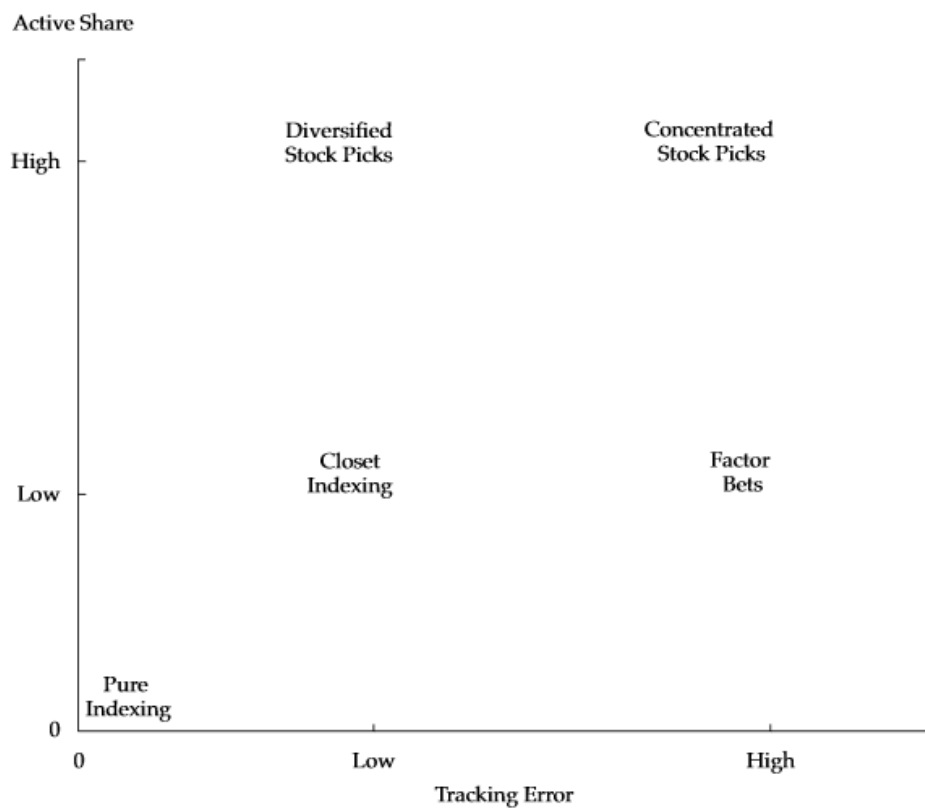 Active Share
Diversified
Stock Picks
Concentrated
Stock Picks
High
Closet
Indexing
Factor
Bets
Low
Pure
Indexing
0
0
Low
High
Tracking Error